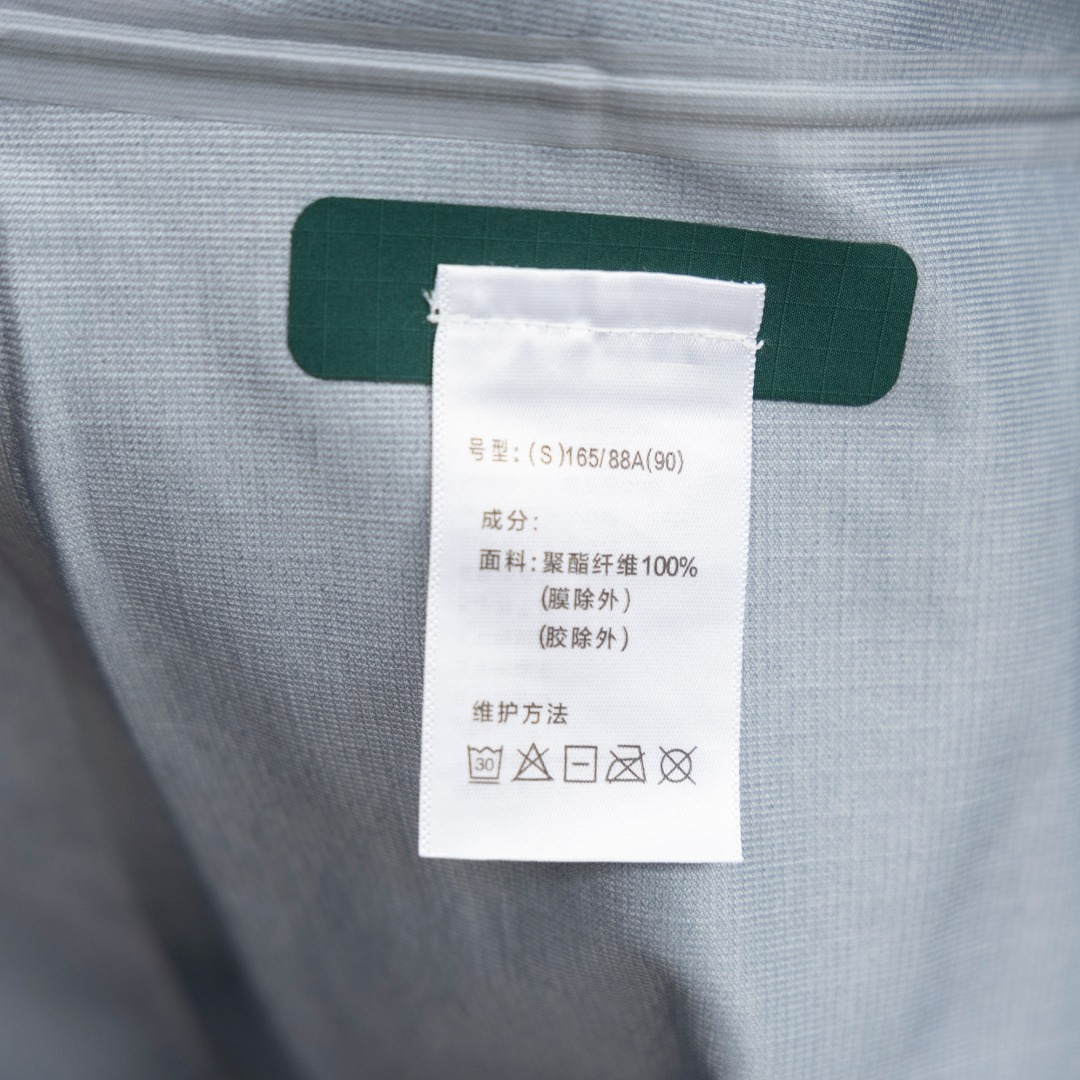 号型：(S)165/88A(90)
成分：
面料：聚酯纤维100%
(膜除外)
(胶除外)
维护方法
30